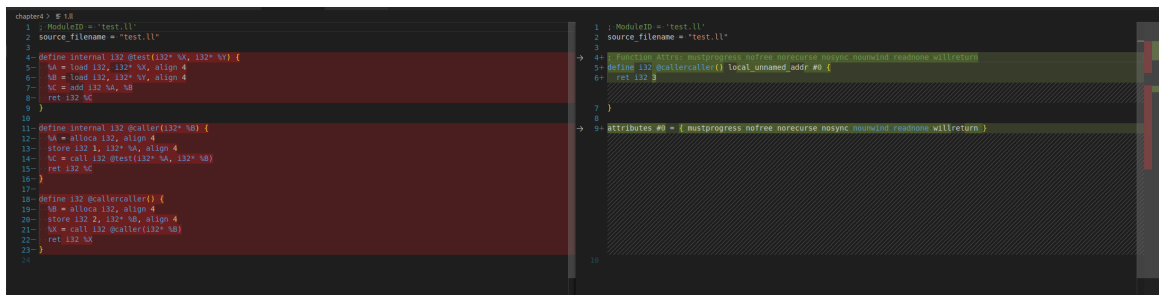 chapter4 > 1.ll
1 ; ModuleID = 'test.ll'
2 source_filename = "test.ll"
3
4− define internal i32 @test(i32* %X, i32* %Y) {
5− %A = load i32, i32* %X, align 4
6− %B = load i32, i32* %Y, align 4
7− %C = add i32 %A, %B
8− ret i32 %C
9 }
10
11− define internal i32 @caller(i32* %B) {
12− %A = alloca i32, align 4
13− store i32 1, i32* %A, align 4
14− %C = call i32 @test(i32* %A, i32* %B)
15− ret i32 %C
16− }
17−
18− define i32 @callercaller() {
19− %B = alloca i32, align 4
20− store i32 2, i32* %B, align 4
21− %X = call i32 @caller(i32* %B)
22− ret i32 %X
23− }
24
1 ; ModuleID = 'test.ll'
2 source_filename = "test.ll"
3
→ 4+ ; Function Attrs: mustprogress nofree norecurse nosync nounwind readnone willreturn
5+ define i32 @callercaller() local_unnamed_addr #0 {
6+ ret i32 3
7 }
8
→ 9+ attributes #0 = { mustprogress nofree norecurse nosync nounwind readnone willreturn }
10